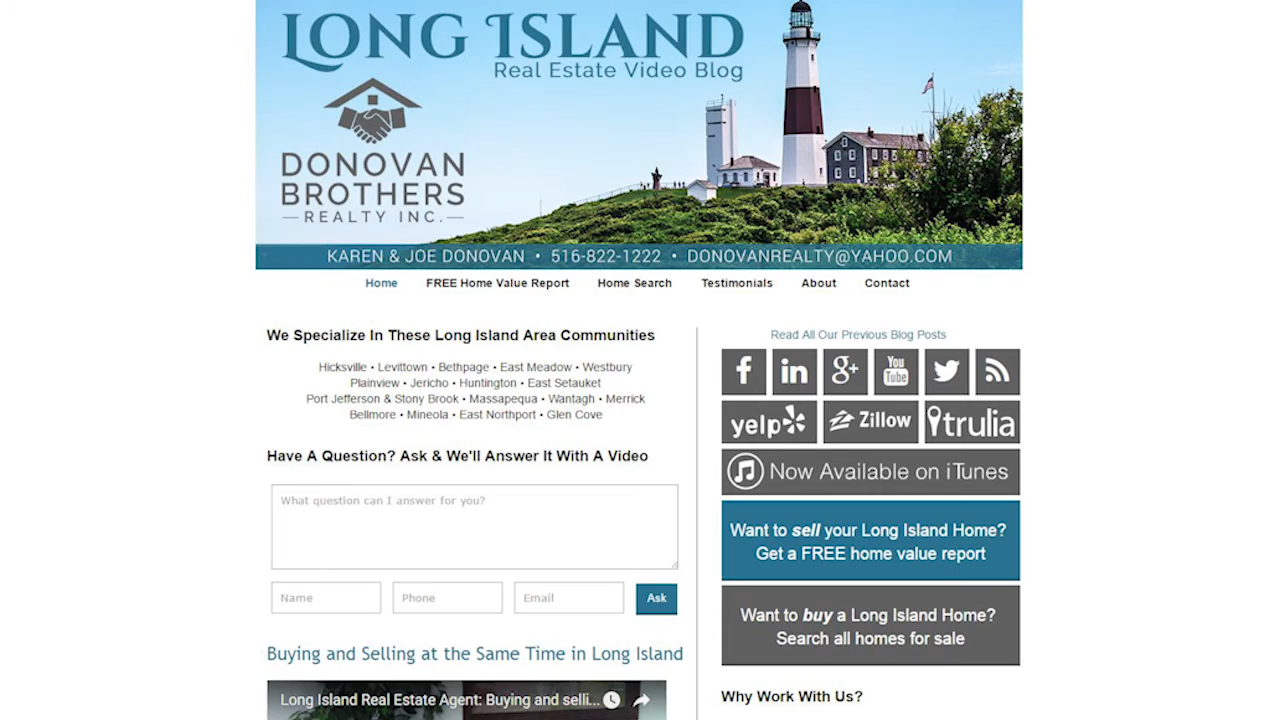 LONG ISLAND
Real Estate Video Blog
DONOVAN
BROTHERS
REALTY INC.
KAREN & JOE DONOVAN • 516-822-1222 • DONOVANREALTY@YAHOO.COM
Home FREE Home Value Report Home Search Testimonials About Contact
We Specialize In These Long Island Area Communities
Hicksville • Levittown • Bethpage • East Meadow • Westbury
Plainview • Jericho • Huntington • East Setauket
Port Jefferson & Stony Brook • Massapequa • Wantagh • Merrick
Bellmore • Mineola • East Northport • Glen Cove
Have A Question? Ask & We'll Answer It With A Video
What question can I answer for you?
Name Phone Email Ask
Buying and Selling at the Same Time in Long Island
Long Island Real Estate Agent: Buying and selli...
Read All Our Previous Blog Posts
f in g+ You Tube
yelp Zillow trulia
Now Available on iTunes
Want to sell your Long Island Home?
Get a FREE home value report
Want to buy a Long Island Home?
Search all homes for sale
Why Work With Us?